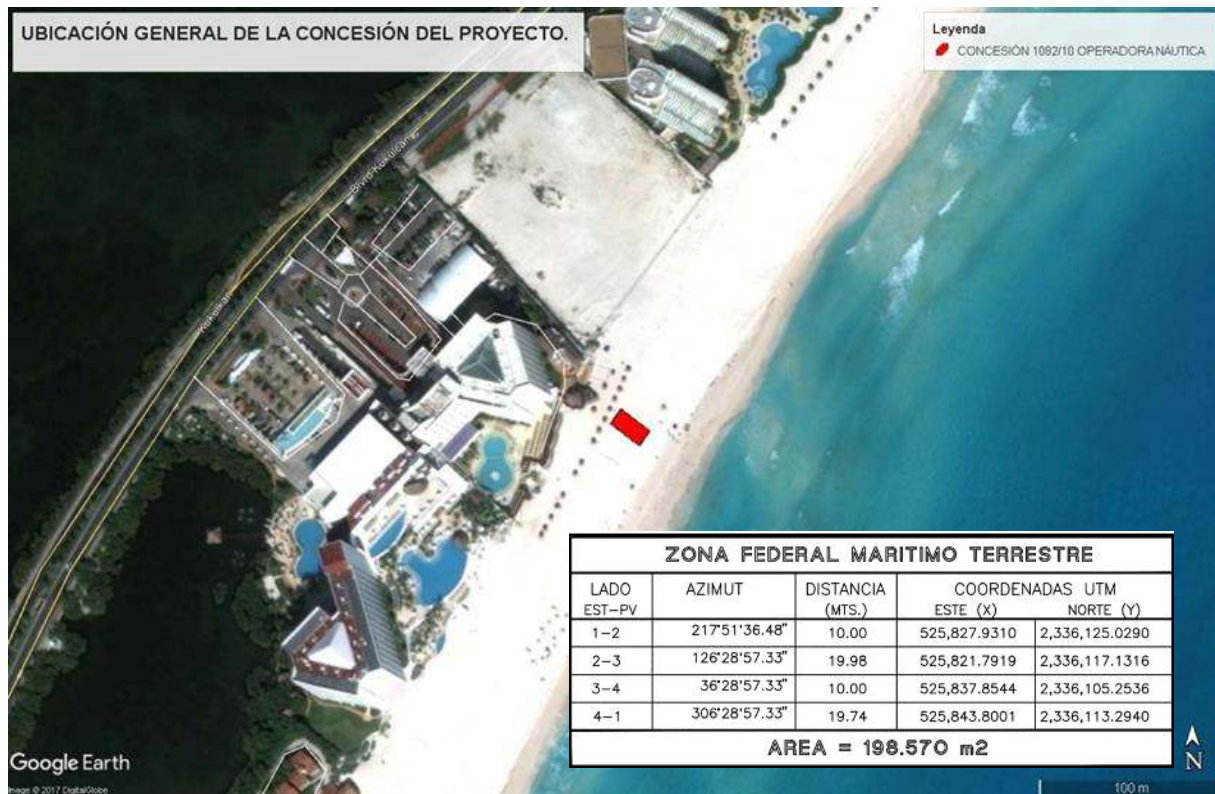 UBICACIÓN GENERAL DE LA CONCESIÓN DEL PROYECTO.
Leyenda
CONCESIÓN 1082/10 OPERADORA NÁUTICA
Blvrd Kukulcan
Kukulkan
ZONA FEDERAL MARITIMO TERRESTRE
LADO AZIMUT DISTANCIA COORDENADAS UTM
EST-PV (MTS.) ESTE (X) NORTE (Y)
1-2 217°51'36.48" 10.00 525,827.9310 2,336,125.0290
2-3 126°28'57.33" 19.98 525,821.7919 2,336,117.1316
3-4 36°28'57.33" 10.00 525,837.8544 2,336,105.2536
4-1 306°28'57.33" 19.74 525,843.8001 2,336,113.2940
AREA = 198.570 m2
N
Google Earth
Image © 2017 DigitalGlobe
100 m